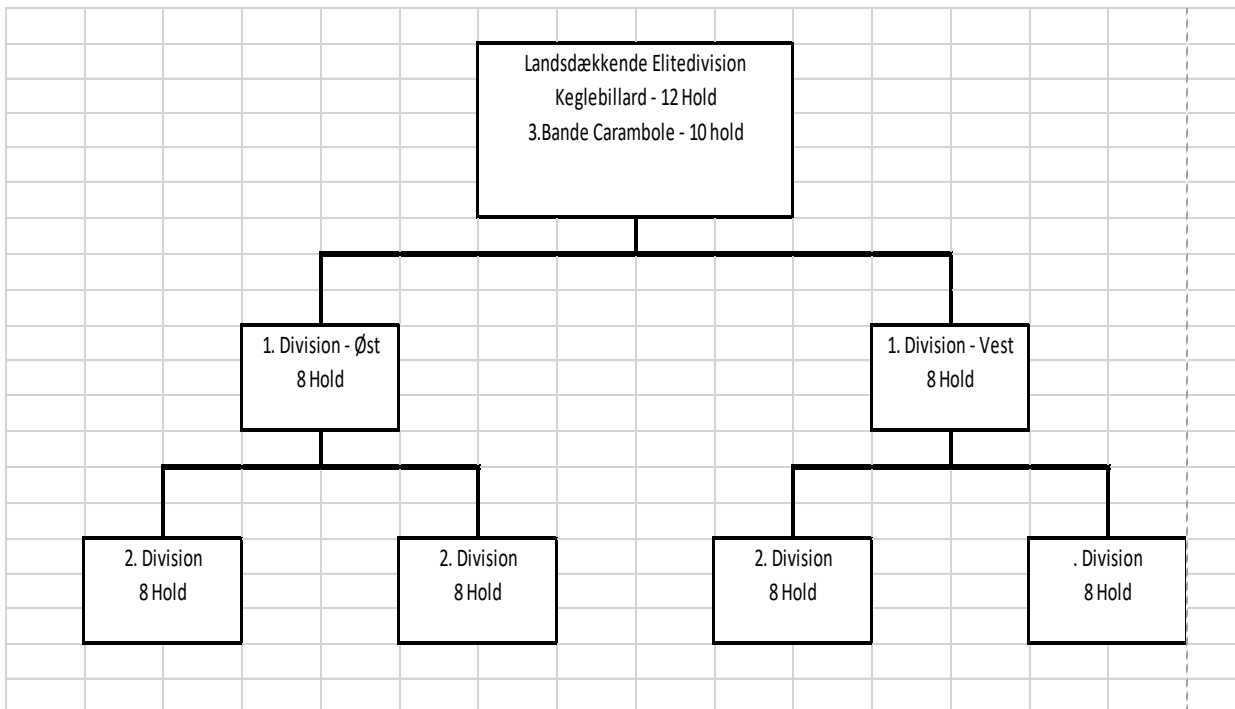 Landsdækkende Elitedivision
Keglebillard - 12 Hold
3.Bande Carambole - 10 hold
1. Division - Øst
8 Hold
1. Division - Vest
8 Hold
2. Division
8 Hold
2. Division
8 Hold
2. Division
8 Hold
. Division
8 Hold